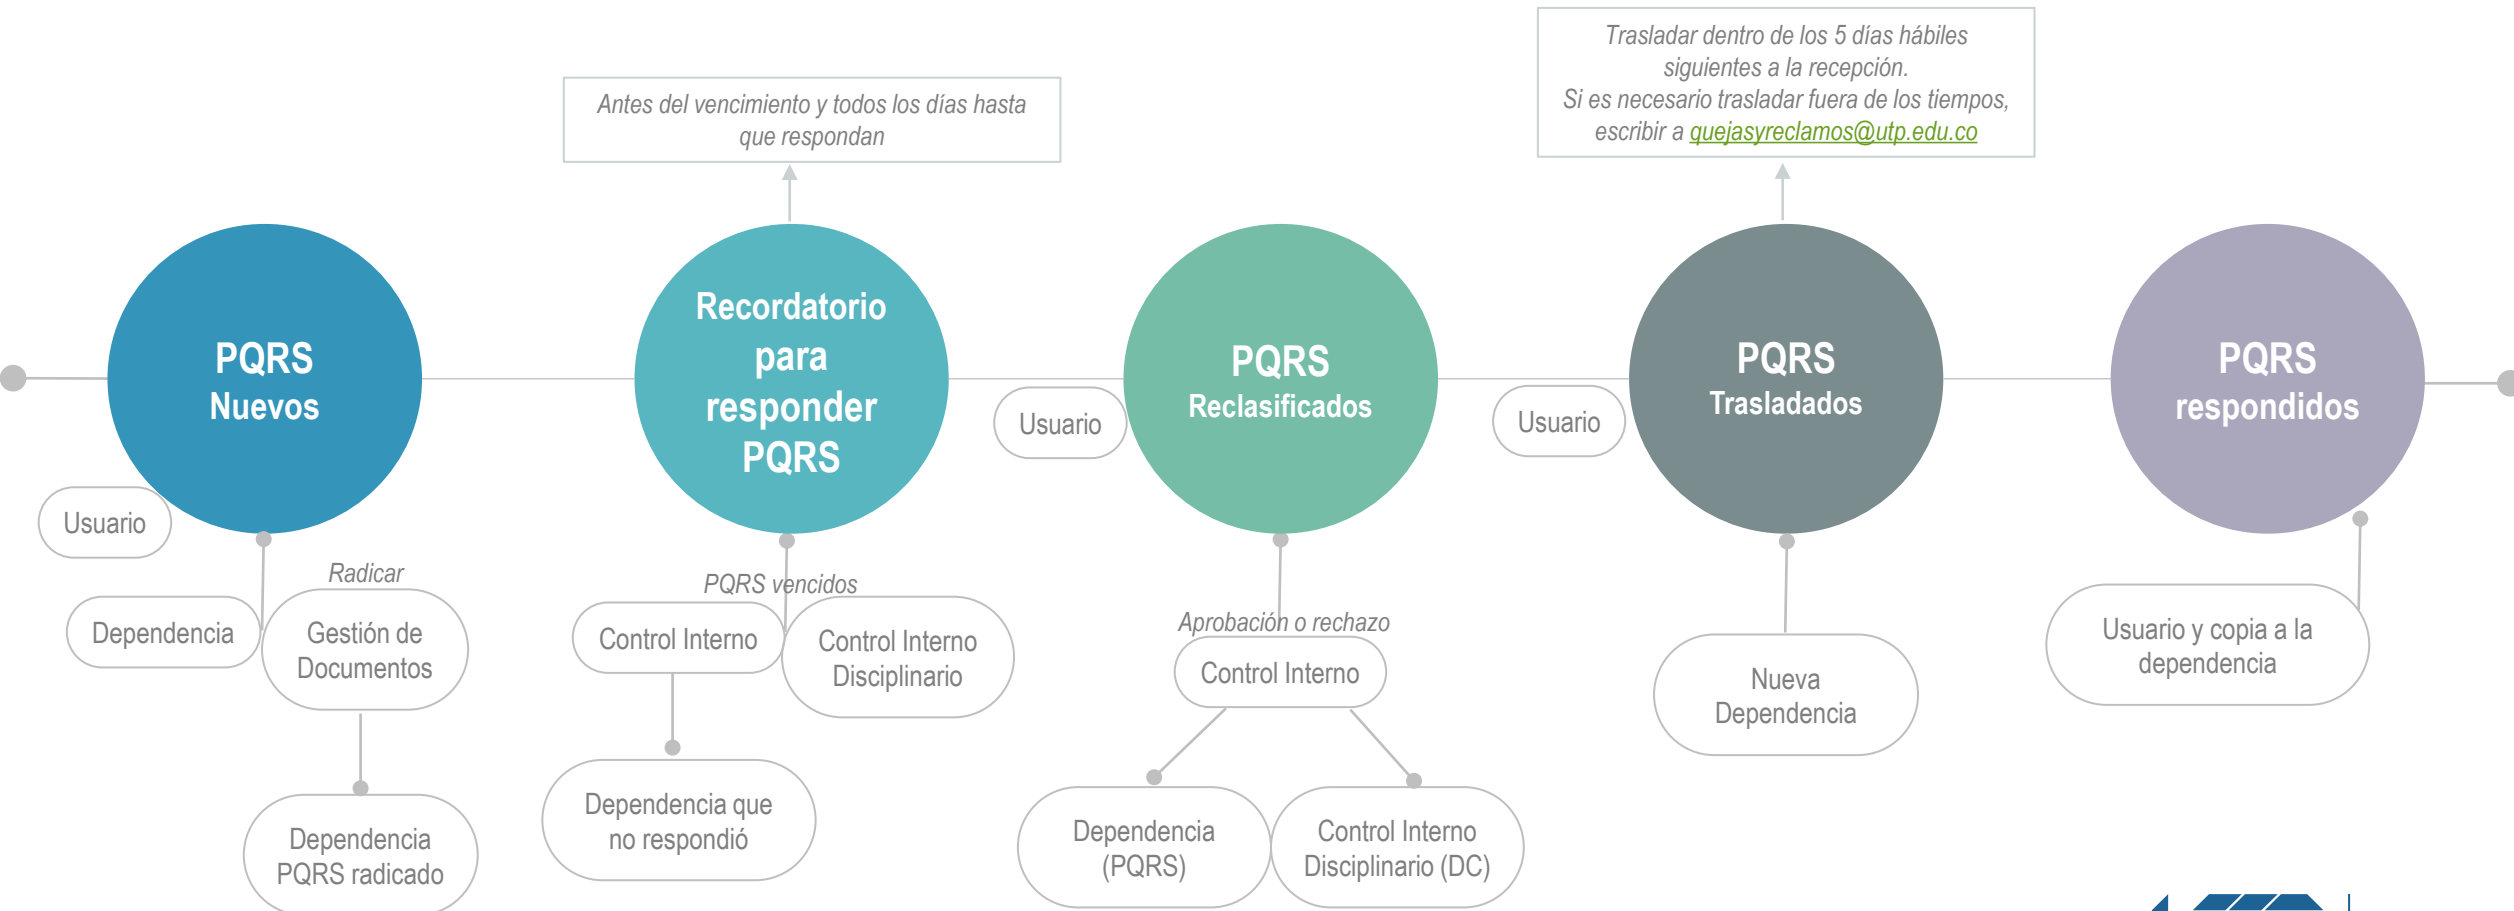 Trasladar dentro de los 5 días hábiles
siguientes a la recepción.
Si es necesario trasladar fuera de los tiempos,
escribir a quejasyreclamos@utp.edu.co
Antes del vencimiento y todos los días hasta
que respondan
PQRS
Nuevos
Recordatorio
para
responder
PQRS
PQRS
Reclasificados
PQRS
Trasladados
PQRS
respondidos
Usuario
Usuario
Usuario
Radicar
Dependencia
Gestión de
Documentos
Dependencia
PQRS radicado
PQRS vencidos
Control Interno
Control Interno
Disciplinario
Dependencia que
no respondió
Aprobación o rechazo
Control Interno
Dependencia
(PQRS)
Control Interno
Disciplinario (DC)
Nueva
Dependencia
Usuario y copia a la
dependencia